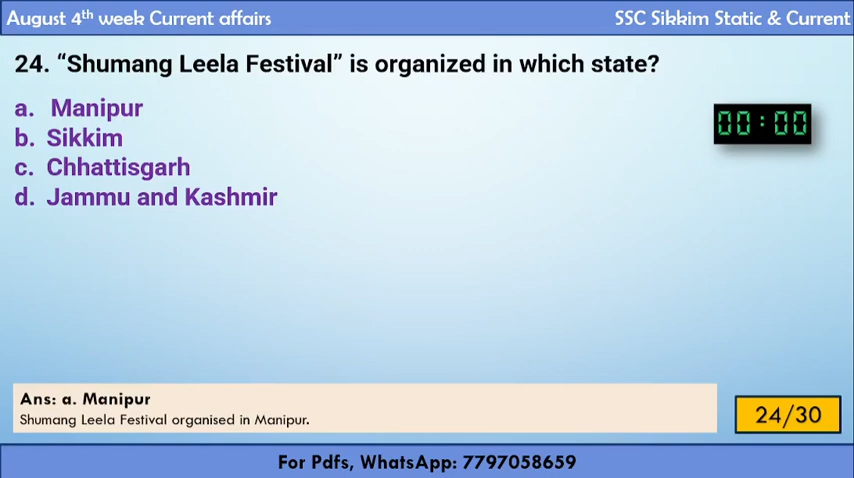 August 4th week Current affairs
SSC Sikkim Static & Current
24. “Shumang Leela Festival” is organized in which state?
a. Manipur
b. Sikkim
c. Chhattisgarh
d. Jammu and Kashmir
00:00
Ans: a. Manipur
Shumang Leela Festival organised in Manipur.
24/30
For Pdfs, WhatsApp: 7797058659